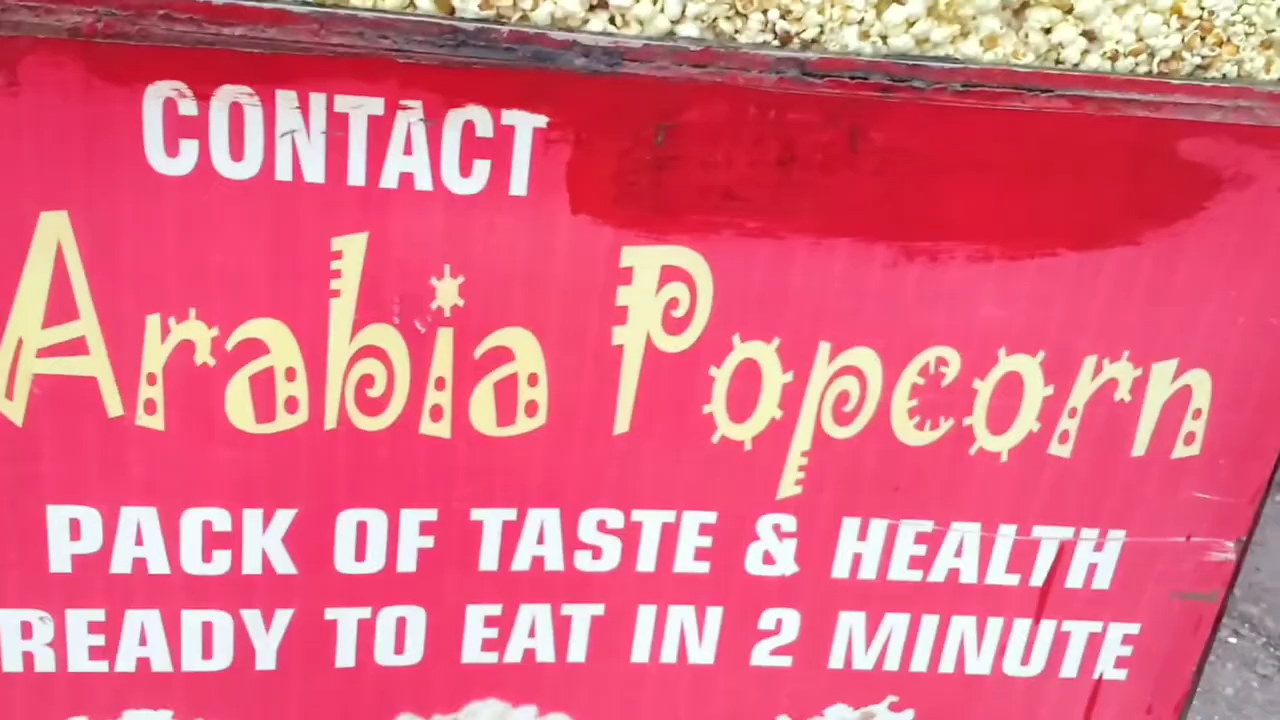 CONTACT
Arabia Popcorn
PACK OF TASTE & HEALTH
READY TO EAT IN 2 MINUTE